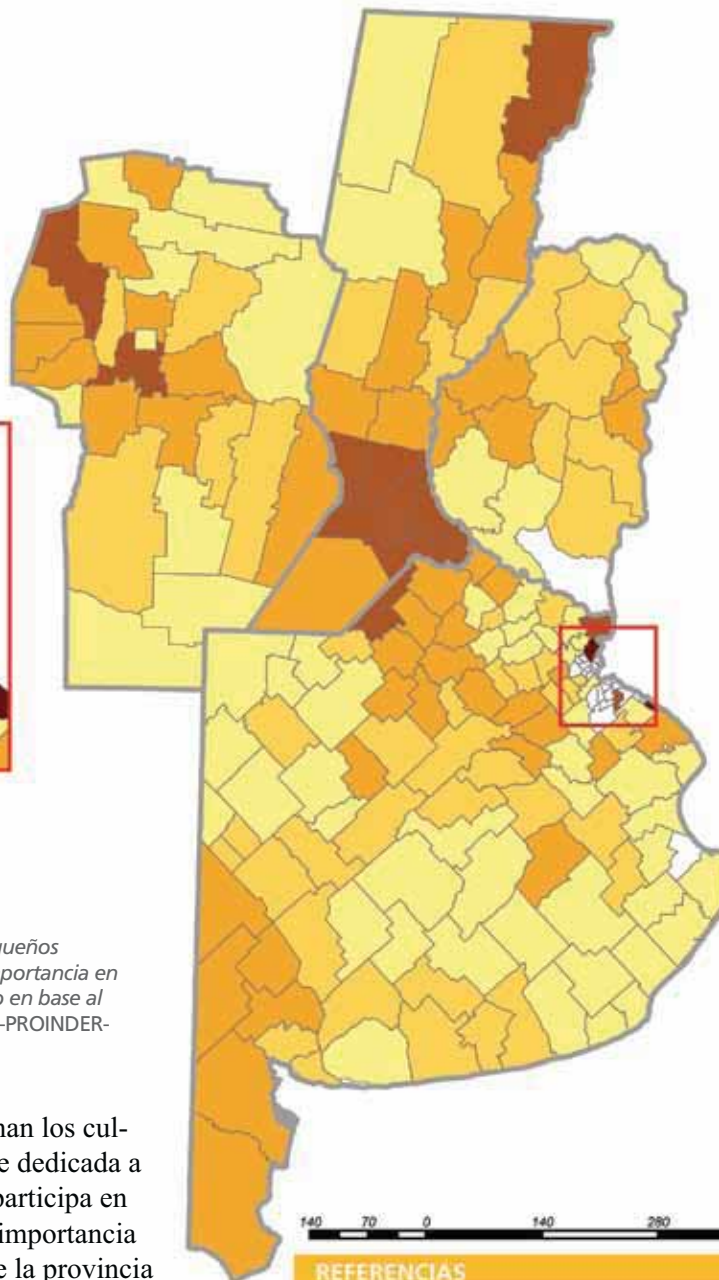 queños
portancia en
o en base al
-PROINDER-
nan los cul-
e dedicada a
participa en
importancia
e la provincia
140 70 0 140 280
REFERENCIAS